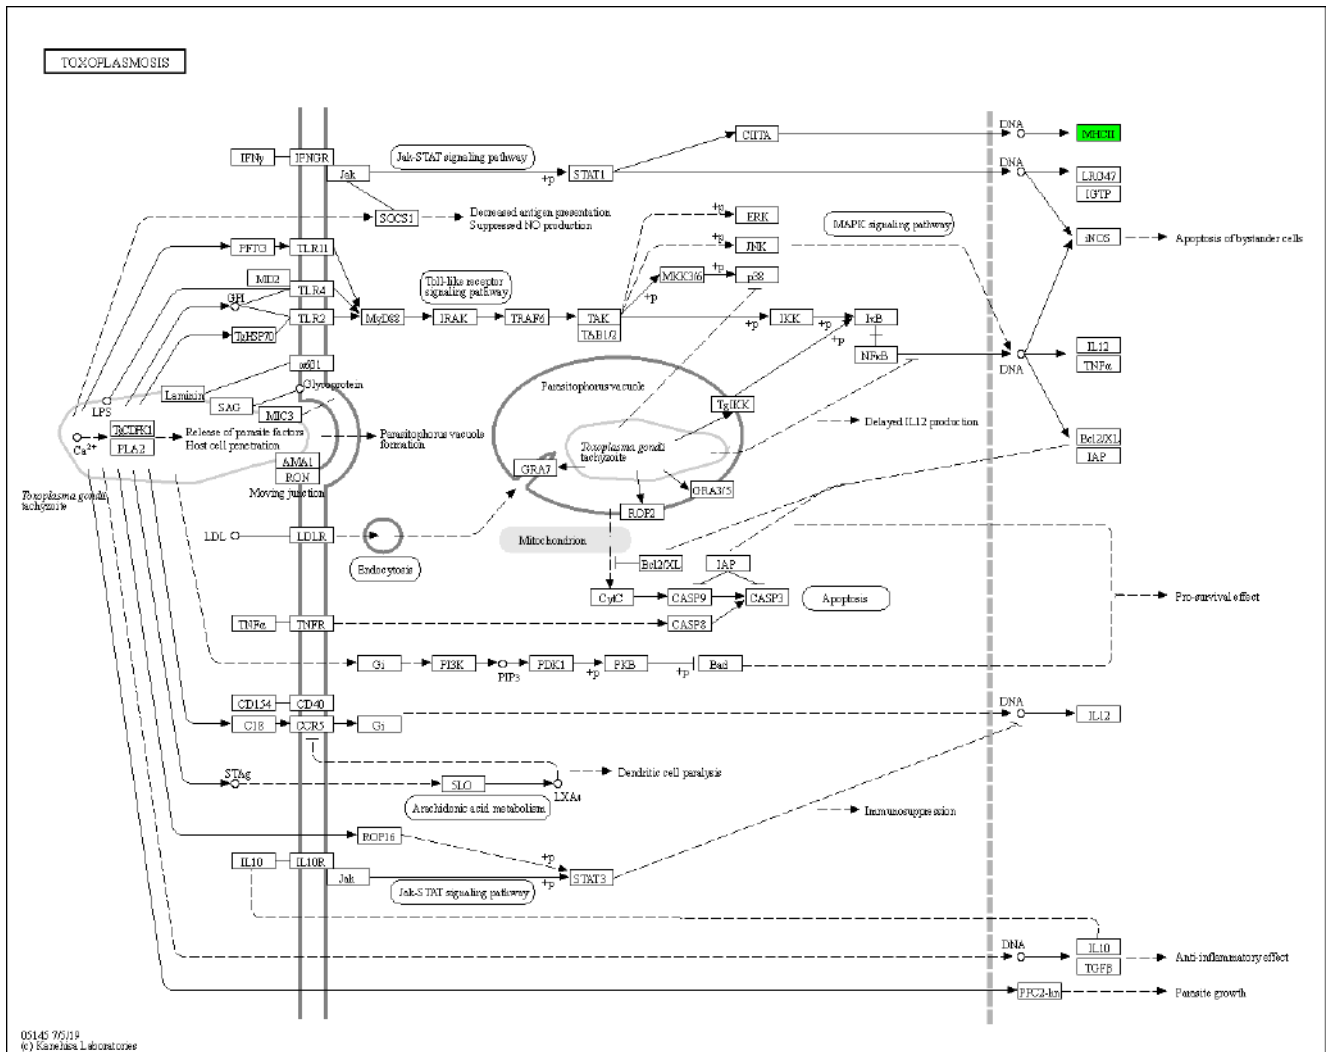 TOXOPLASMOSIS
DNA
CIITA
MHCII
IFNγ
IFNGR
Jak-STAT signaling pathway
DNA
Jak
+p
STAT1
LRG47
IGTP
SOCS1
Decreased antigen presentation
Suppressed NO production
+p
ERK
MAPK signaling pathway
PFTG
TLR11
+p
JNK
iNOS
Apoptosis of bystander cells
MD2
Toll-like receptor
signaling pathway
MKK3/6
+p
p38
TLR4
GPI
+p
TLR2
MyD88
IRAK
TRAF6
TAK
TAB1/2
+p
IKK
+p
IκB
+p
TgHSP70
NFκB
DNA
IL12
TNFα
α6β1
Glycoprotein
Parasitophorus vacuole
Laminin
SAG
MIC3
TgIKK
LPS
Delayed IL12 production
Ca2+
TgCDPK1
PLA2
Release of parasite factors
Host cell penetration
Parasitophorus vacuole
formation
Toxoplasma gondii
tachyzoite
Bcl2/XL
IAP
AMA1
RON
Moving junction
GRA7
GRA3/5
Toxoplasma gondii
tachyzoite
ROP2
LDL
LDLR
Mitochondrion
Endocytosis
Bcl2/XL
IAP
CytC
CASP9
CASP3
Apoptosis
Pro-survival effect
TNFα
TNFR
CASP8
Gi
PI3K
PIP3
PDK1
+p
PKB
+p
Bad
CD154
CD40
DNA
C18
CCR5
Gi
IL12
STAg
Dendritic cell paralysis
5LO
LXA4
Arachidonic acid metabolism
Immunosuppression
ROP16
+p
IL10
IL10R
Jak
+p
STAT3
Jak-STAT signaling pathway
DNA
IL10
TGFβ
Anti-inflammatory effect
Parasite growth
05145 7/5/19
(c) Kanehisa Laboratories